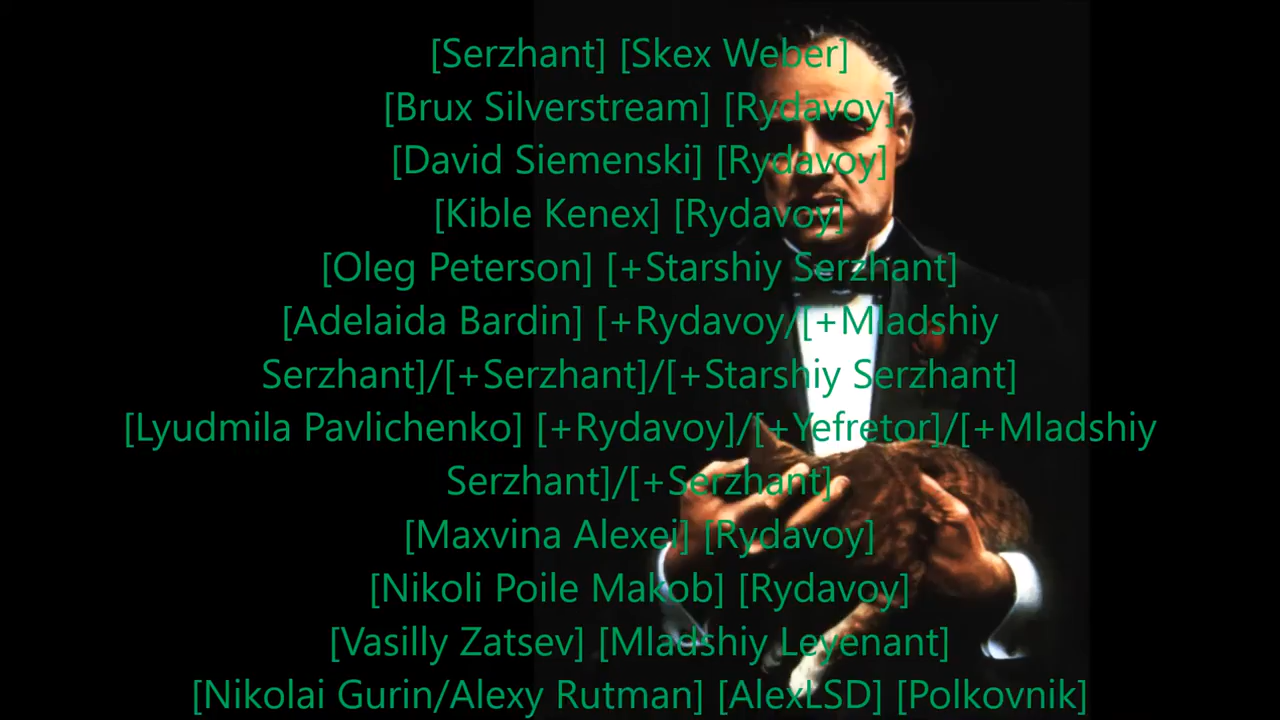 [Serzhant] [Skex Weber]
[Brux Silverstream] [Rydavoy]
[David Siemenski] [Rydavoy]
[Kible Kenex] [Rydavoy]
[Oleg Peterson] [+Starshiy Serzhant]
[Adelaida Bardin] [+Rydavoy/[+Mladshiy
Serzhant]/[+Serzhant]/[+Starshiy Serzhant]
[Lyudmila Pavlichenko] [+Rydavoy]/[+Yefretor]/[+Mladshiy
Serzhant]/[+Serzhant]
[Maxvina Alexei] [Rydavoy]
[Nikoli Poile Makob] [Rydavoy]
[Vasilly Zatsev] [Mladshiy Leyenant]
[Nikolai Gurin/Alexy Rutman] [AlexLSD] [Polkovnik]